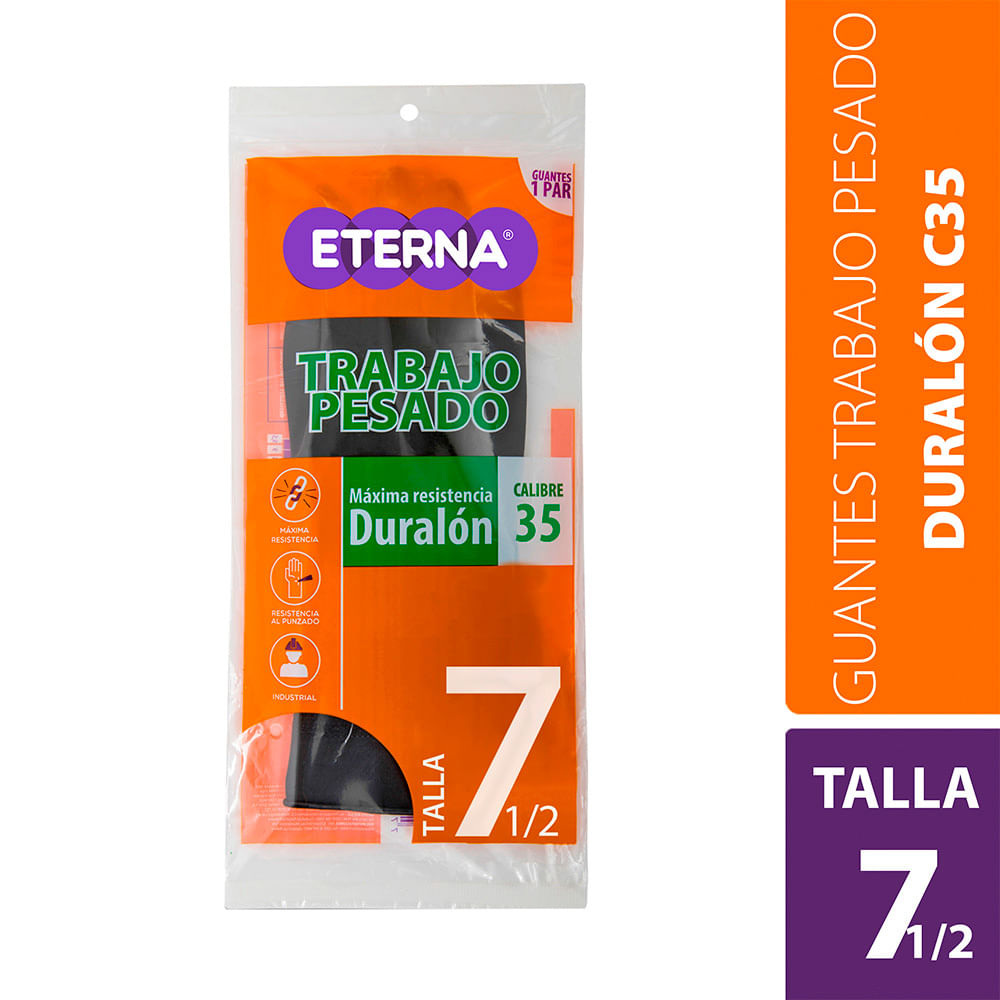 GUANTES
1 PAR
ETERNA®
TRABAJO
PESADO
Máxima resistencia
Duralón
CALIBRE
35
MÁXIMA
RESISTENCIA
RESISTENCIA
AL PUNZADO
INDUSTRIAL
TALLA
7 1/2
GUANTES TRABAJO PESADO
DURALÓN C35
TALLA
7 1/2